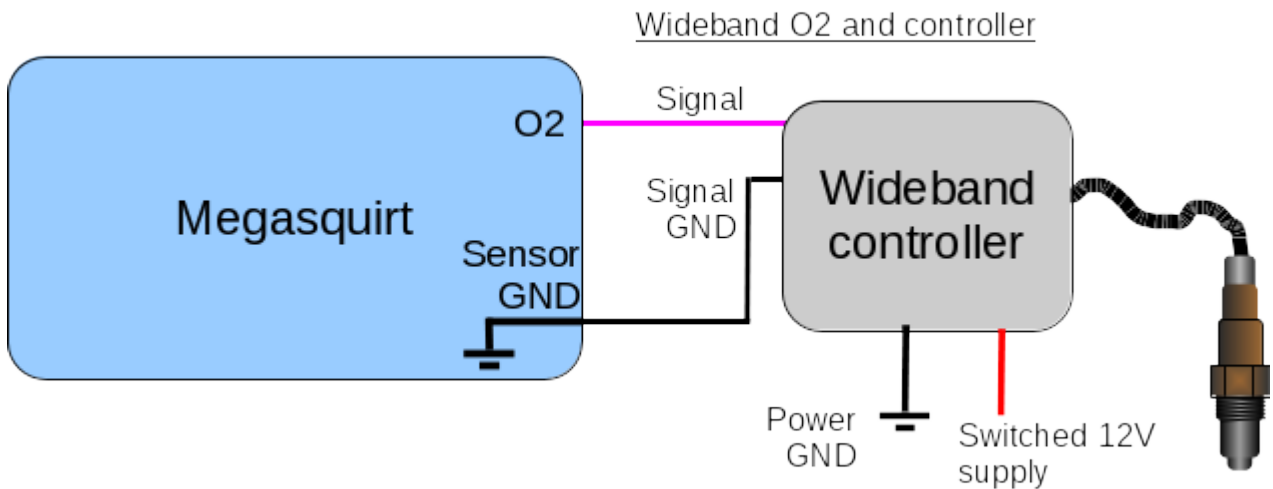 Wideband O2 and controller
Signal
O2
Signal
GND
Megasquirt
Wideband
controller
Sensor
GND
Power
GND
Switched 12V
supply